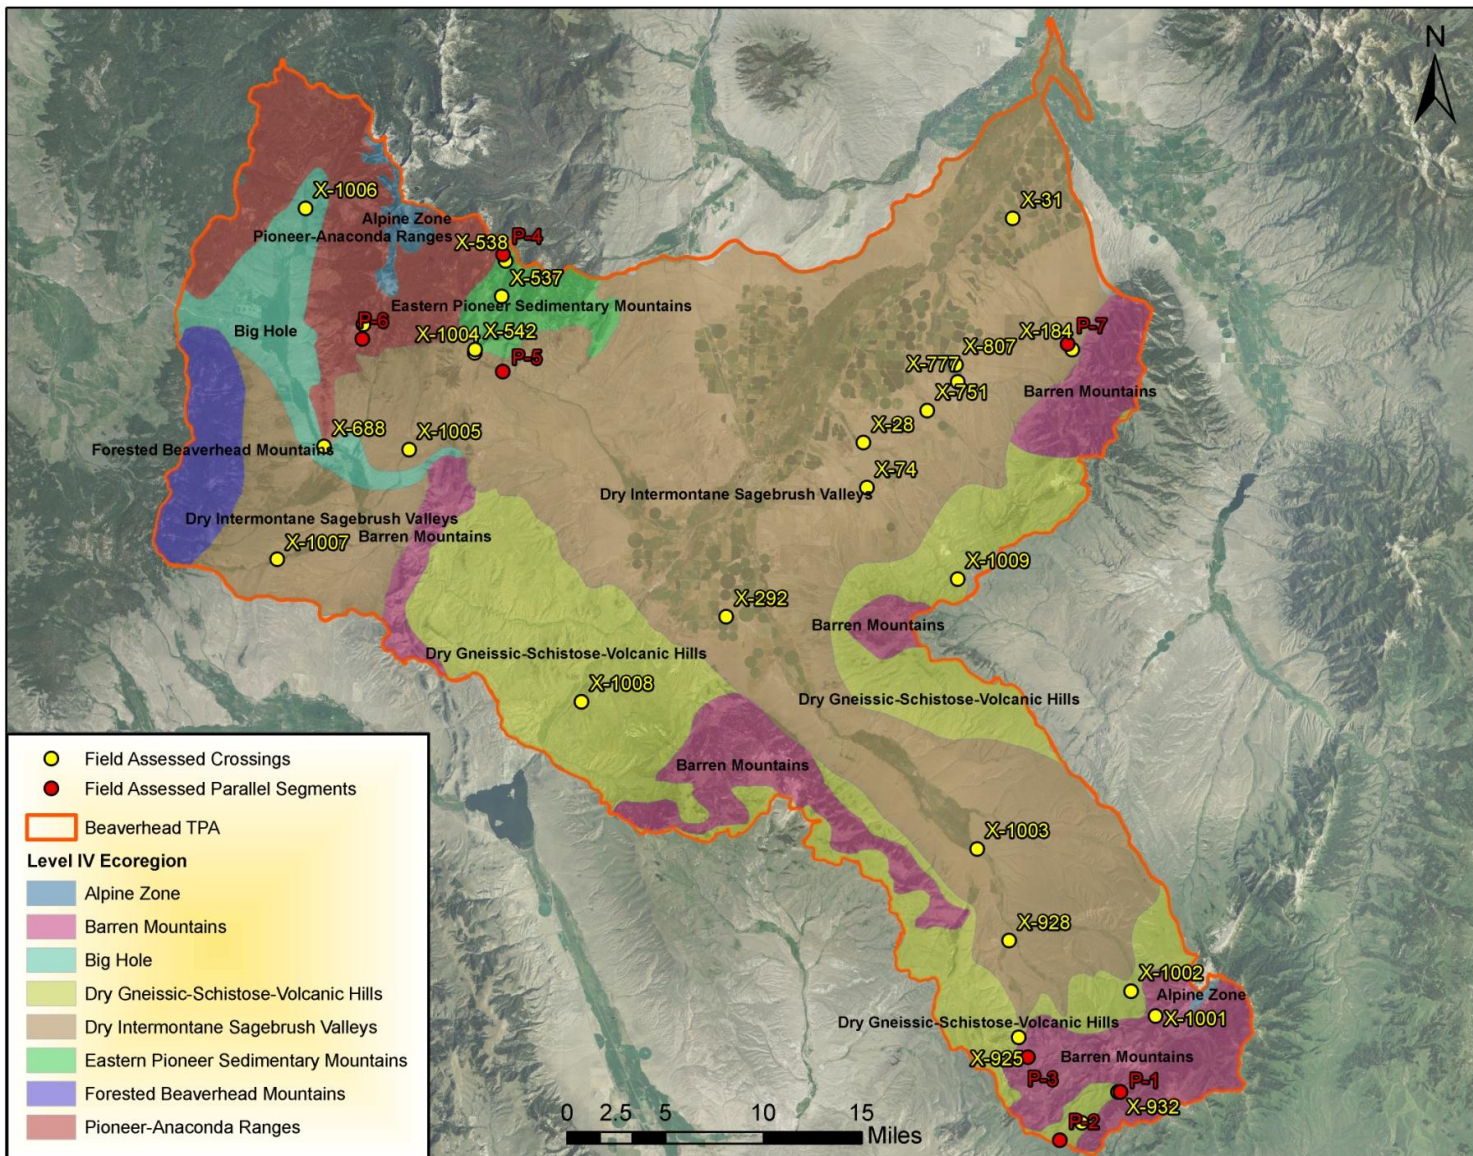 N
X-1006
X-31
Alpine Zone
Pioneer-Anaconda Ranges
X-538
P-4
X-537
Eastern Pioneer Sedimentary Mountains
P-6
Big Hole
X-1004
X-542
P-5
X-184
P-7
X-807
X-777
X-751
Barren Mountains
X-28
X-688
X-1005
Forested Beaverhead Mountains
X-74
Dry Intermontane Sagebrush Valleys
Dry Intermontane Sagebrush Valleys
Barren Mountains
X-1007
X-1009
X-292
Barren Mountains
Dry Gneissic-Schistose-Volcanic Hills
X-1008
Dry Gneissic-Schistose-Volcanic Hills
Barren Mountains
X-1003
X-928
X-1002
Alpine Zone
X-1001
Dry Gneissic-Schistose-Volcanic Hills
X-925
Barren Mountains
P-3
P-1
X-932
P-2
0 2.5 5 10 15
Miles
Field Assessed Crossings
Field Assessed Parallel Segments
Beaverhead TPA
Level IV Ecoregion
Alpine Zone
Barren Mountains
Big Hole
Dry Gneissic-Schistose-Volcanic Hills
Dry Intermontane Sagebrush Valleys
Eastern Pioneer Sedimentary Mountains
Forested Beaverhead Mountains
Pioneer-Anaconda Ranges